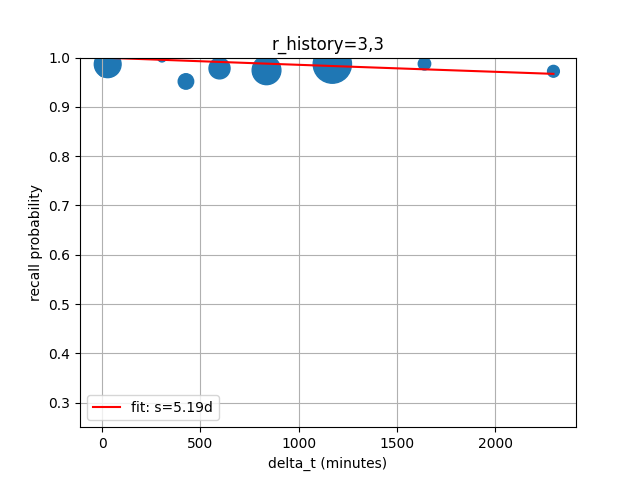 r_history=3,3
1.0
0.9
0.8
0.7
0.6
0.5
0.4
0.3
recall probability
fit: s=5.19d
0 500 1000 1500 2000
delta_t (minutes)